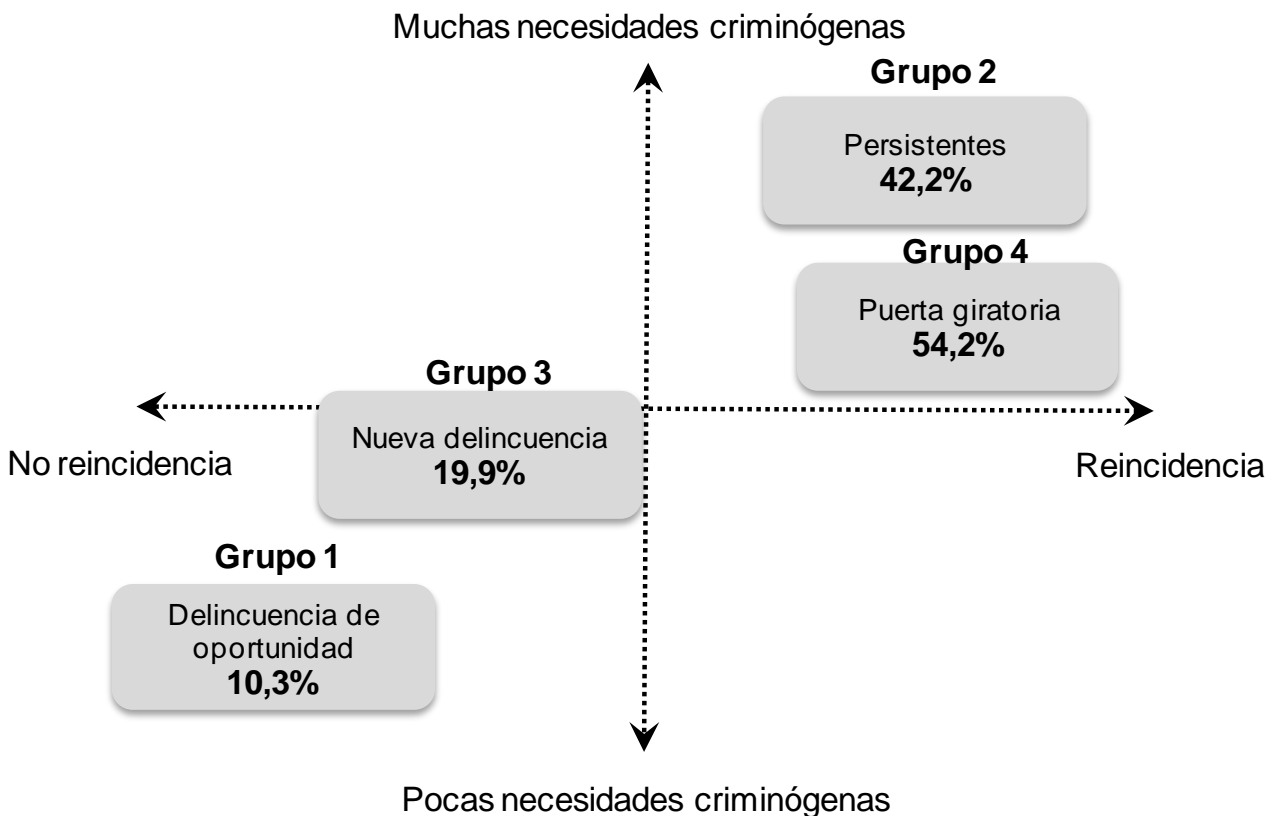 Muchas necesidades criminógenas
Grupo 2
Persistentes
42,2%
Grupo 4
Puerta giratoria
54,2%
Grupo 3
Nueva delincuencia
19,9%
No reincidencia
Reincidencia
Grupo 1
Delincuencia de
oportunidad
10,3%
Pocas necesidades criminógenas